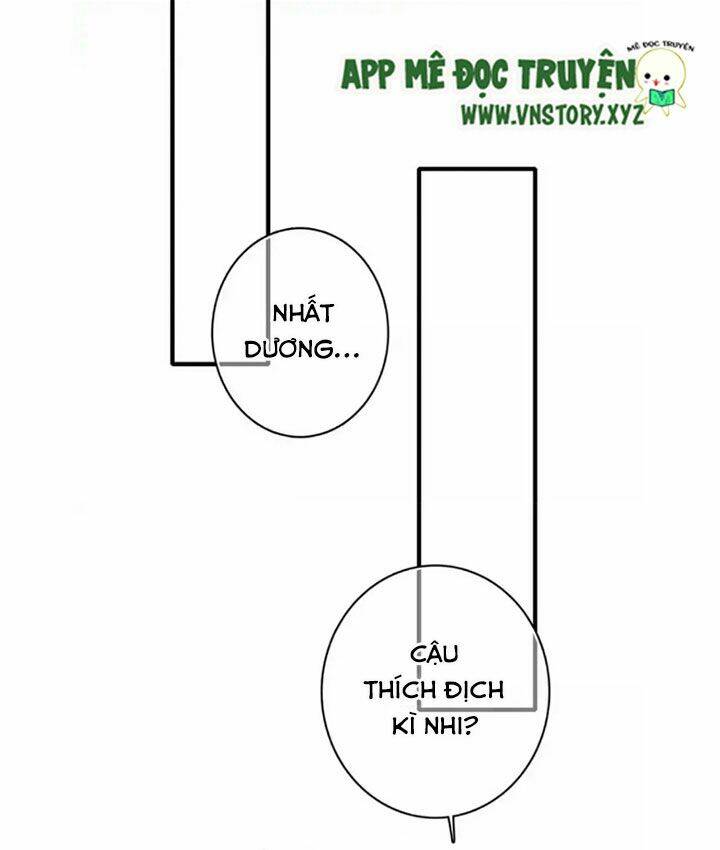 MÊ ĐỌC TRUYỆN
APP MÊ ĐỌC TRUYỆN
WWW.VNSTORY.XYZ
NHẤT
DƯƠNG...
CẬU
THÍCH ĐỊCH
KÌ NHI?